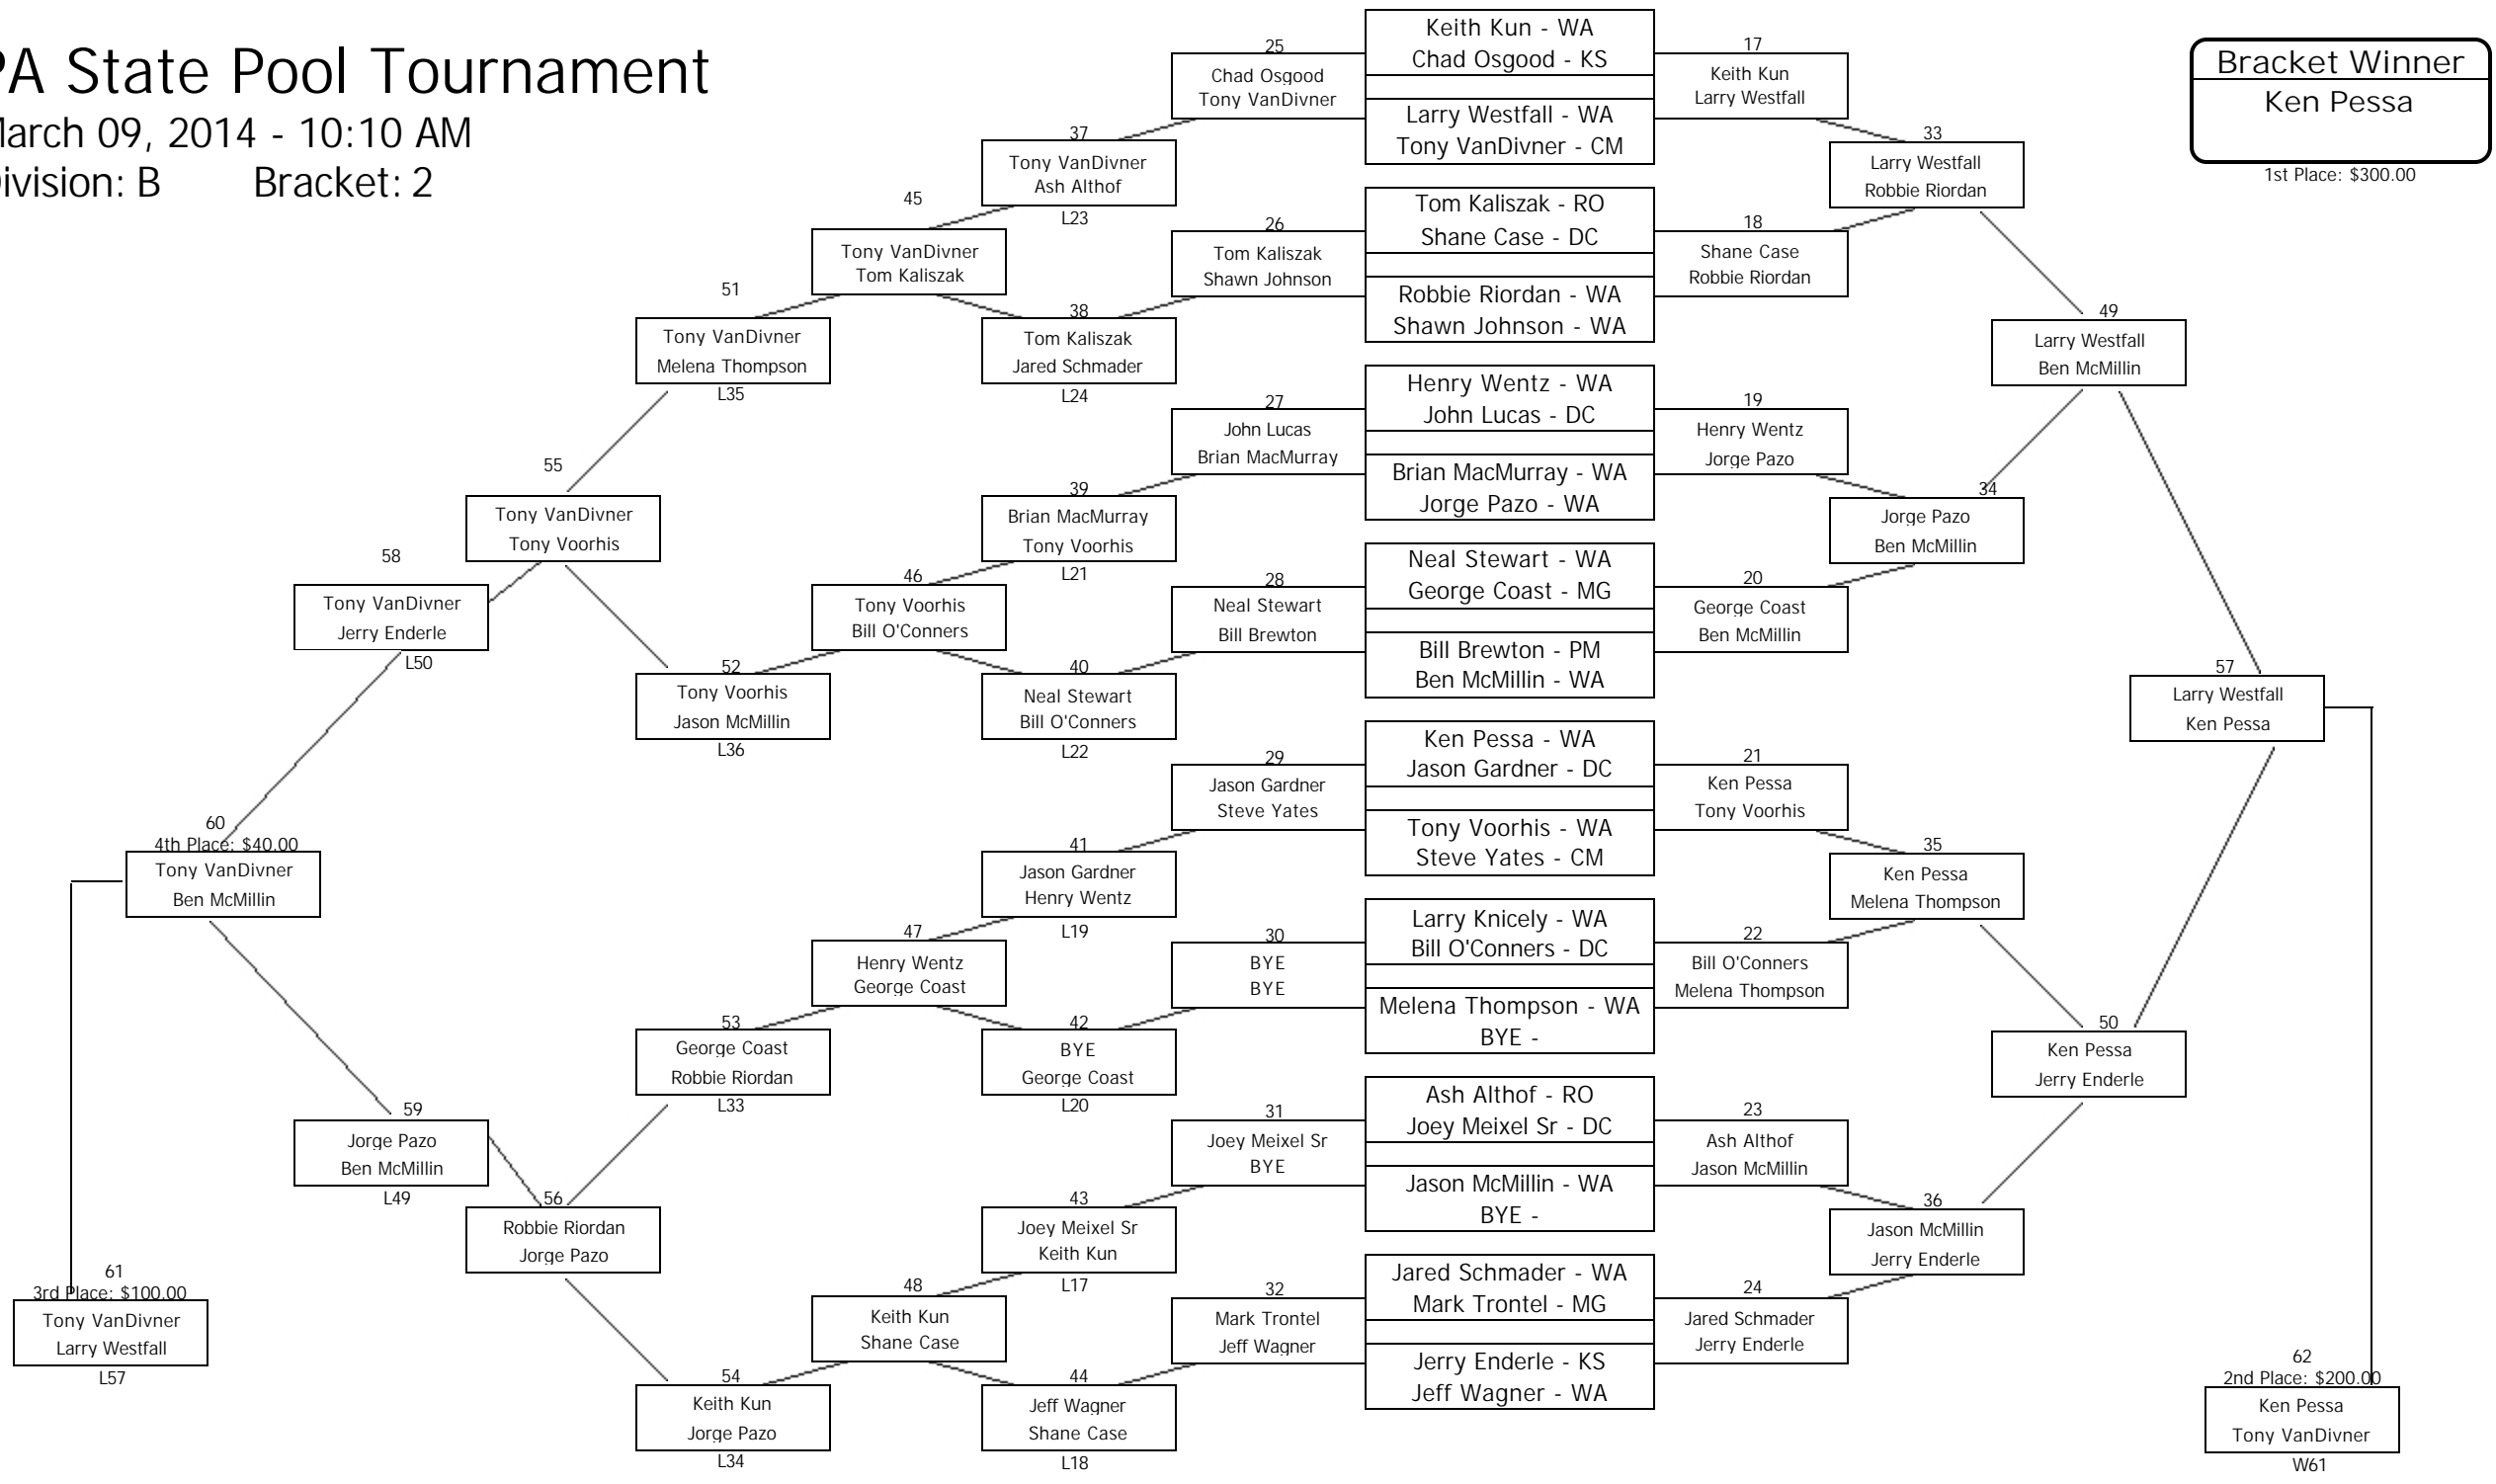 PA State Pool Tournament
March 09, 2014 - 10:10 AM
Division: B Bracket: 2
Bracket Winner
Ken Pessa
1st Place: $300.00
Keith Kun - WA
Chad Osgood - KS
Larry Westfall - WA
Tony VanDivner - CM
Tom Kaliszak - RO
Shane Case - DC
Robbie Riordan - WA
Shawn Johnson - WA
Henry Wentz - WA
John Lucas - DC
Brian MacMurray - WA
Jorge Pazo - WA
Neal Stewart - WA
George Coast - MG
Bill Brewton - PM
Ben McMillin - WA
Ken Pessa - WA
Jason Gardner - DC
Tony Voorhis - WA
Steve Yates - CM
Larry Knicely - WA
Bill O'Conners - DC
Melena Thompson - WA
BYE -
Ash Althof - RO
Joey Meixel Sr - DC
Jason McMillin - WA
BYE -
Jared Schmader - WA
Mark Trontel - MG
Jerry Enderle - KS
Jeff Wagner - WA
17
Keith Kun
Larry Westfall
18
Shane Case
Robbie Riordan
19
Henry Wentz
Jorge Pazo
20
George Coast
Ben McMillin
21
Ken Pessa
Tony Voorhis
22
Bill O'Conners
Melena Thompson
23
Ash Althof
Jason McMillin
24
Jared Schmader
Jerry Enderle
25
Chad Osgood
Tony VanDivner
26
Tom Kaliszak
Shawn Johnson
27
John Lucas
Brian MacMurray
28
Neal Stewart
Bill Brewton
29
Jason Gardner
Steve Yates
30
BYE
BYE
31
Joey Meixel Sr
BYE
32
Mark Trontel
Jeff Wagner
33
Larry Westfall
Robbie Riordan
34
Jorge Pazo
Ben McMillin
35
Ken Pessa
Melena Thompson
36
Jason McMillin
Jerry Enderle
37
Tony VanDivner
Ash Althof
L23
38
Tom Kaliszak
Jared Schmader
L24
39
Brian MacMurray
Tony Voorhis
L21
40
Neal Stewart
Bill O'Conners
L22
41
Jason Gardner
Henry Wentz
L19
42
BYE
George Coast
L20
43
Joey Meixel Sr
Keith Kun
L17
44
Jeff Wagner
Shane Case
L18
45
Tony VanDivner
Tom Kaliszak
46
Tony Voorhis
Bill O'Conners
47
Henry Wentz
George Coast
48
Keith Kun
Shane Case
49
Larry Westfall
Ben McMillin
50
Ken Pessa
Jerry Enderle
51
Tony VanDivner
Melena Thompson
L35
52
Tony Voorhis
Jason McMillin
L36
53
George Coast
Robbie Riordan
L33
54
Keith Kun
Jorge Pazo
L34
55
Tony VanDivner
Tony Voorhis
56
Robbie Riordan
Jorge Pazo
57
Larry Westfall
Ken Pessa
58
Tony VanDivner
Jerry Enderle
L50
59
Jorge Pazo
Ben McMillin
L49
60
4th Place: $40.00
Tony VanDivner
Ben McMillin
61
3rd Place: $100.00
Tony VanDivner
Larry Westfall
L57
62
2nd Place: $200.00
Ken Pessa
Tony VanDivner
W61